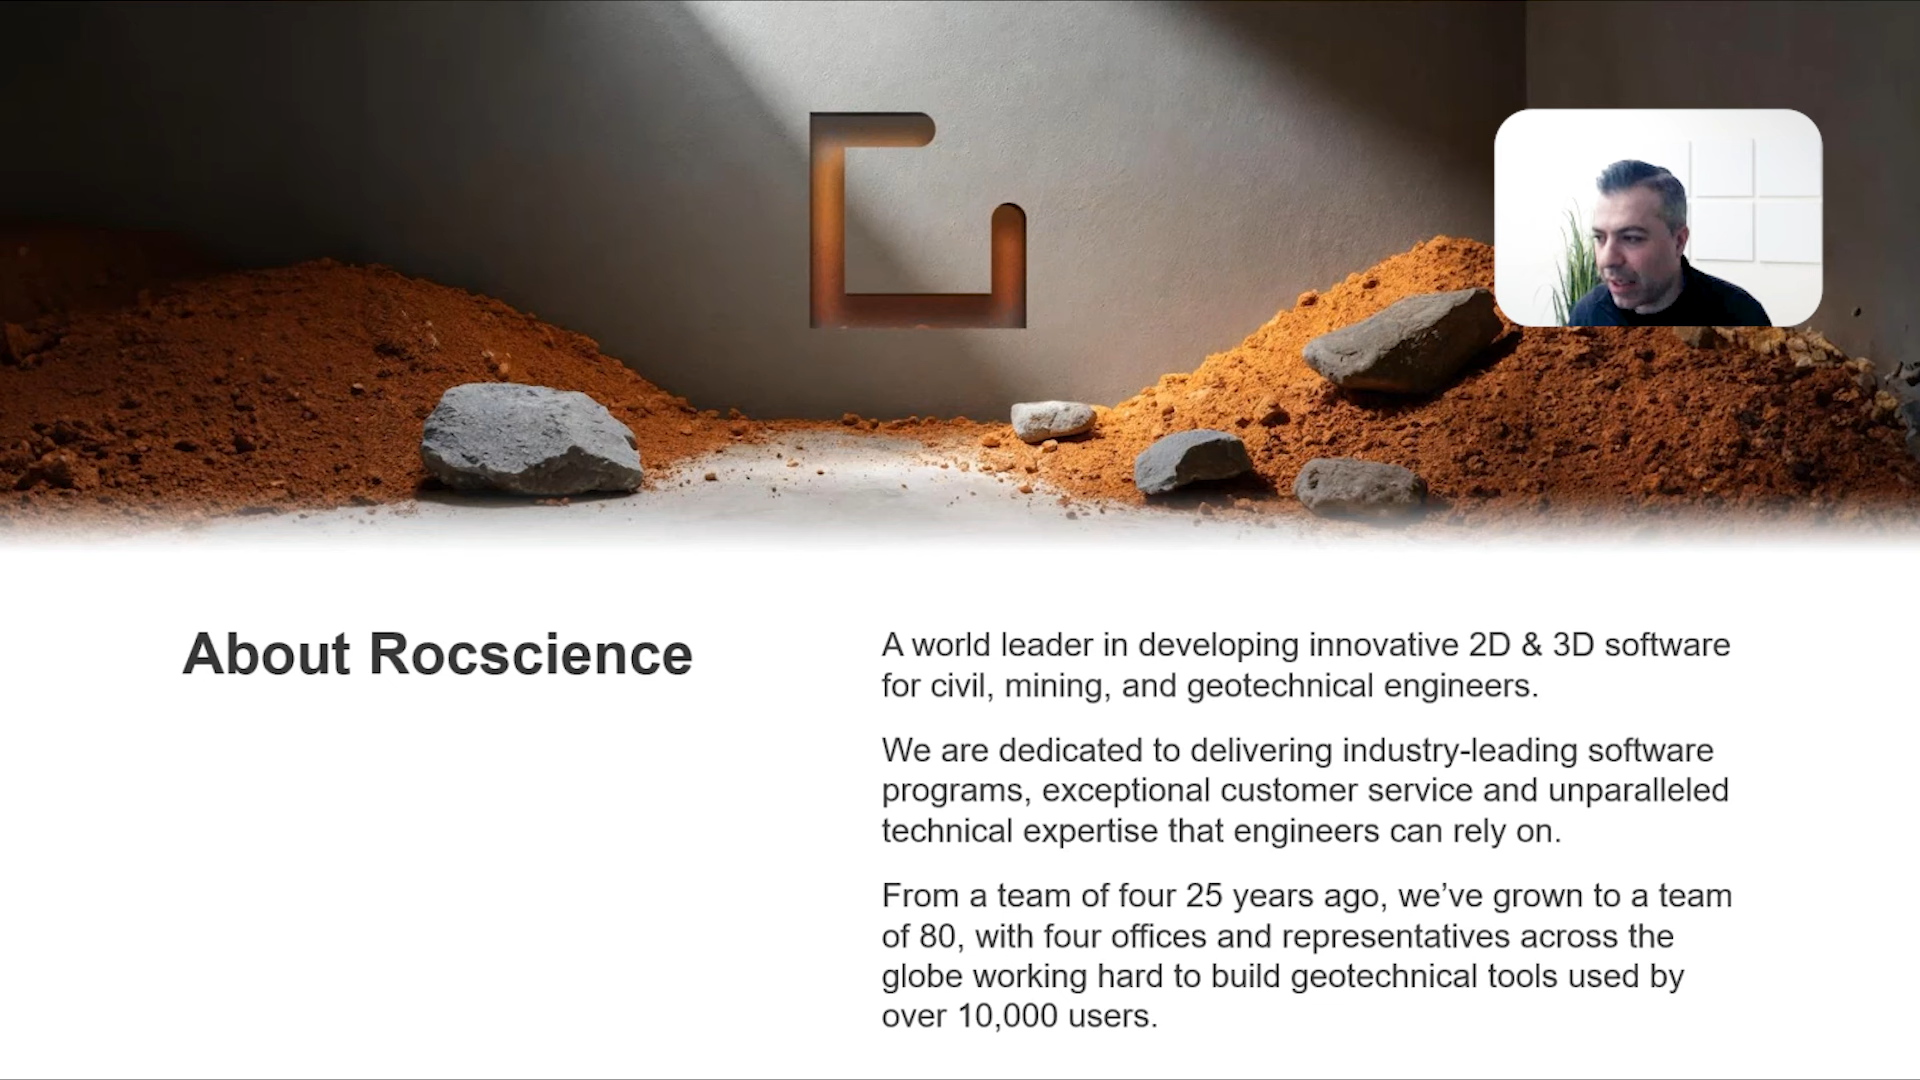 About Rocscience
A world leader in developing innovative 2D & 3D software
for civil, mining, and geotechnical engineers.
We are dedicated to delivering industry-leading software
programs, exceptional customer service and unparalleled
technical expertise that engineers can rely on.
From a team of four 25 years ago, we’ve grown to a team
of 80, with four offices and representatives across the
globe working hard to build geotechnical tools used by
over 10,000 users.